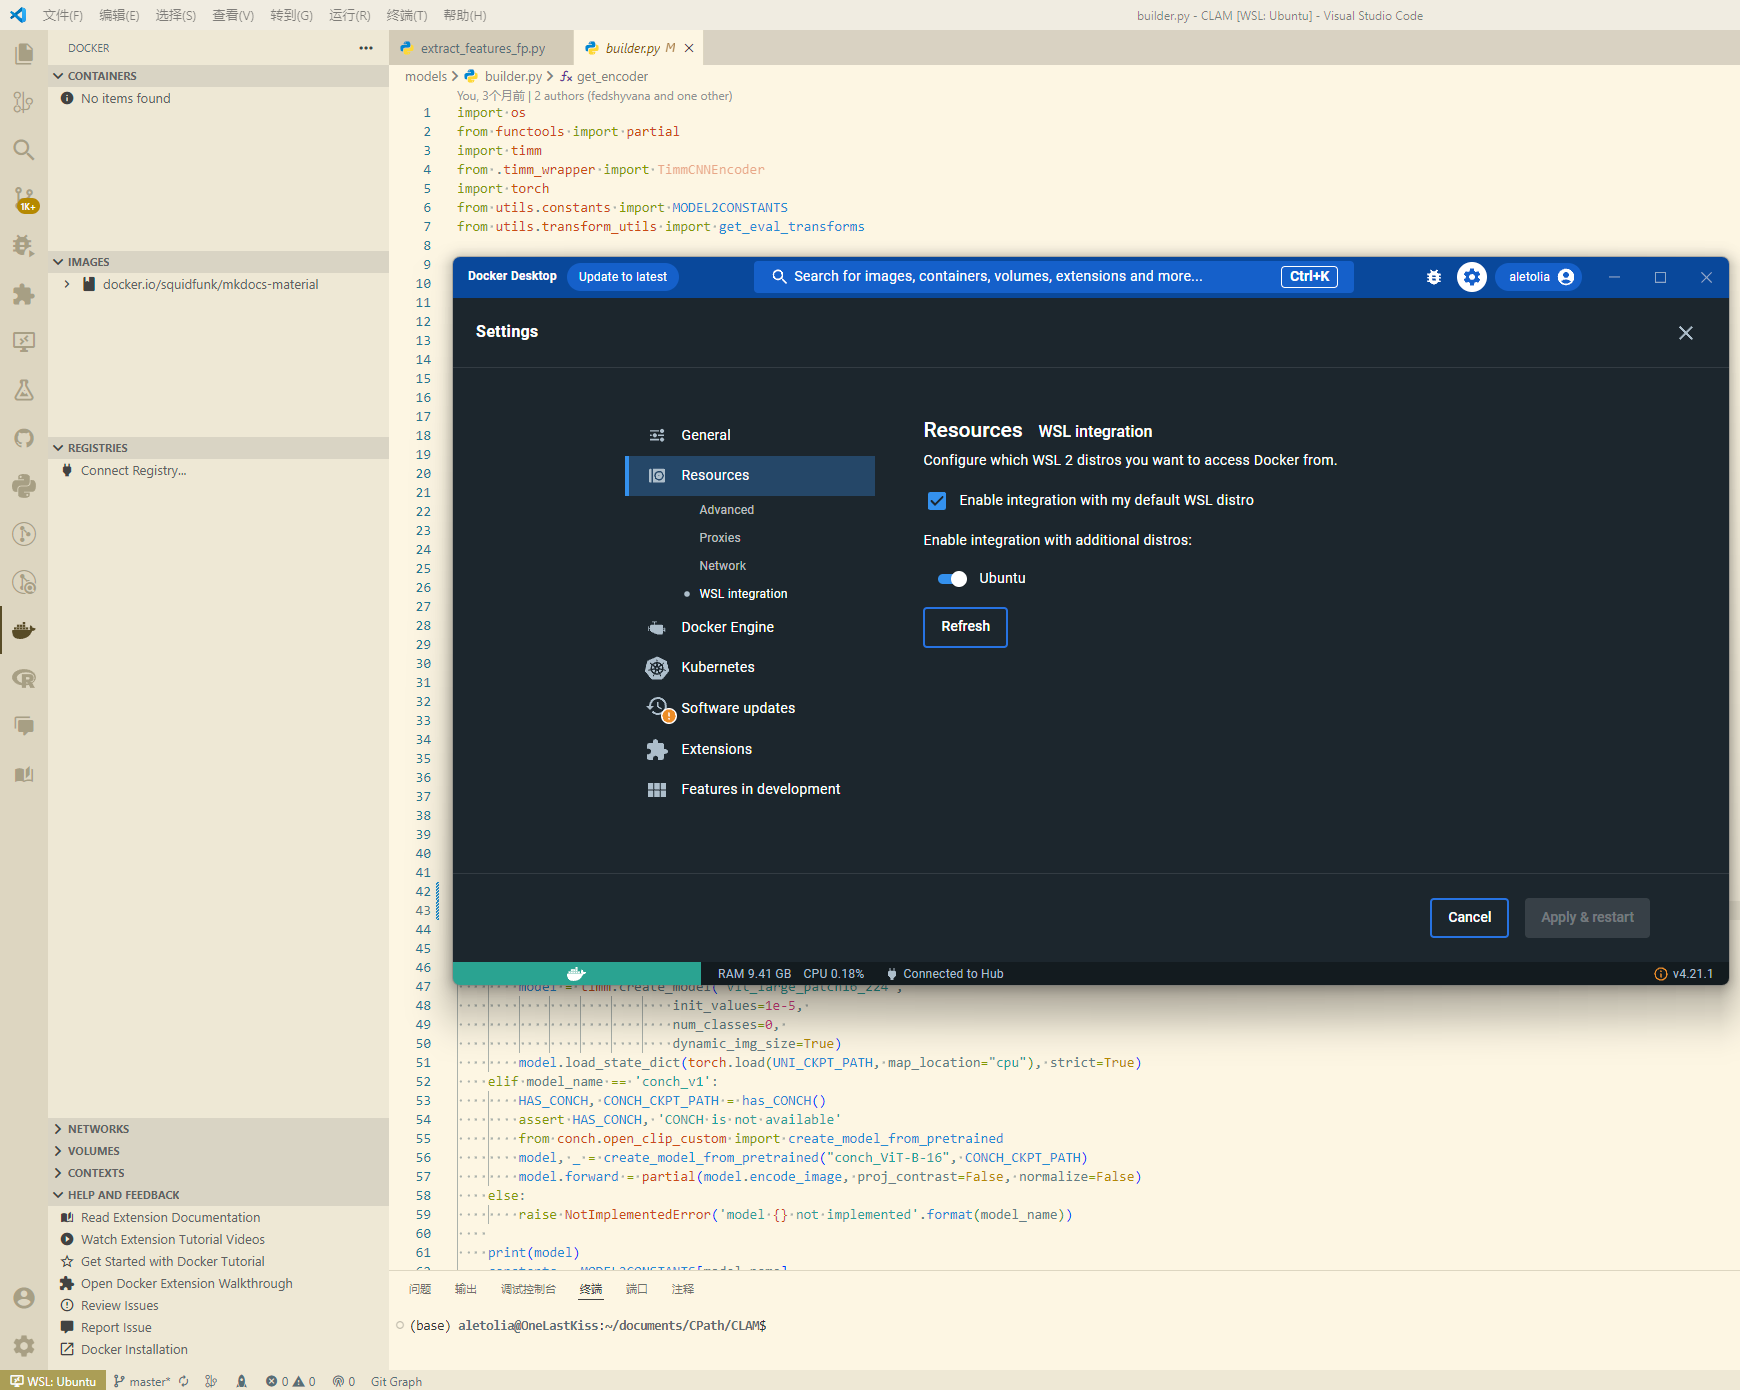 文件(F) 编辑(E) 选择(S) 查看(V) 转到(G) 运行(R) 终端(T) 帮助(H)
builder.py - CLAM [WSL: Ubuntu] - Visual Studio Code
DOCKER
CONTAINERS
No items found
IMAGES
docker.io/squidfunk/mkdocs-material
REGISTRIES
Connect Registry...
NETWORKS
VOLUMES
CONTEXTS
HELP AND FEEDBACK
Read Extension Documentation
Watch Extension Tutorial Videos
Get Started with Docker Tutorial
Open Docker Extension Walkthrough
Review Issues
Report Issue
Docker Installation
1K+
extract_features_fp.py
builder.py M
models > builder.py > get_encoder
You, 3个月前 | 2 authors (fedshyvana and one other)
1 import os
2 from functools import partial
3 import timm
4 from .timm_wrapper import TimmCNNEncoder
5 import torch
6 from utils.constants import MODEL2CONSTANTS
7 from utils.transform_utils import get_eval_transforms
8
9
10
11
12
13
14
15
16
17
18
19
20
21
22
23
24
25
26
27
28
29
30
31
32
33
34
35
36
37
38
39
40
41
42
43
44
45
46
Docker Desktop Update to latest Search for images, containers, volumes, extensions and more... Ctrl+K aletolia
Settings
General
Resources
Advanced
Proxies
Network
WSL integration
Docker Engine
Kubernetes
Software updates
Extensions
Features in development
Resources WSL integration
Configure which WSL 2 distros you want to access Docker from.
Enable integration with my default WSL distro
Enable integration with additional distros:
Ubuntu
Refresh
Cancel Apply & restart
RAM 9.41 GB CPU 0.18% Connected to Hub v4.21.1
47 model = timm.create_model("vit_large_patch16_224",
48 init_values=1e-5,
49 num_classes=0,
50 dynamic_img_size=True)
51 model.load_state_dict(torch.load(UNI_CKPT_PATH, map_location="cpu"), strict=True)
52 elif model_name == 'conch_v1':
53 HAS_CONCH, CONCH_CKPT_PATH = has_CONCH()
54 assert HAS_CONCH, 'CONCH is not available'
55 from conch.open_clip_custom import create_model_from_pretrained
56 model, _ = create_model_from_pretrained("conch_ViT-B-16", CONCH_CKPT_PATH)
57 model.forward = partial(model.encode_image, proj_contrast=False, normalize=False)
58 else:
59 raise NotImplementedError('model {} not implemented'.format(model_name))
60
61 print(model)
62 constants = MODEL2CONSTANTS[model_name]
问题 输出 调试控制台 终端 端口 注释
(base) aletolia@OneLastKiss:~/documents/CPath/CLAM$
WSL: Ubuntu master* 0 0 0 Git Graph